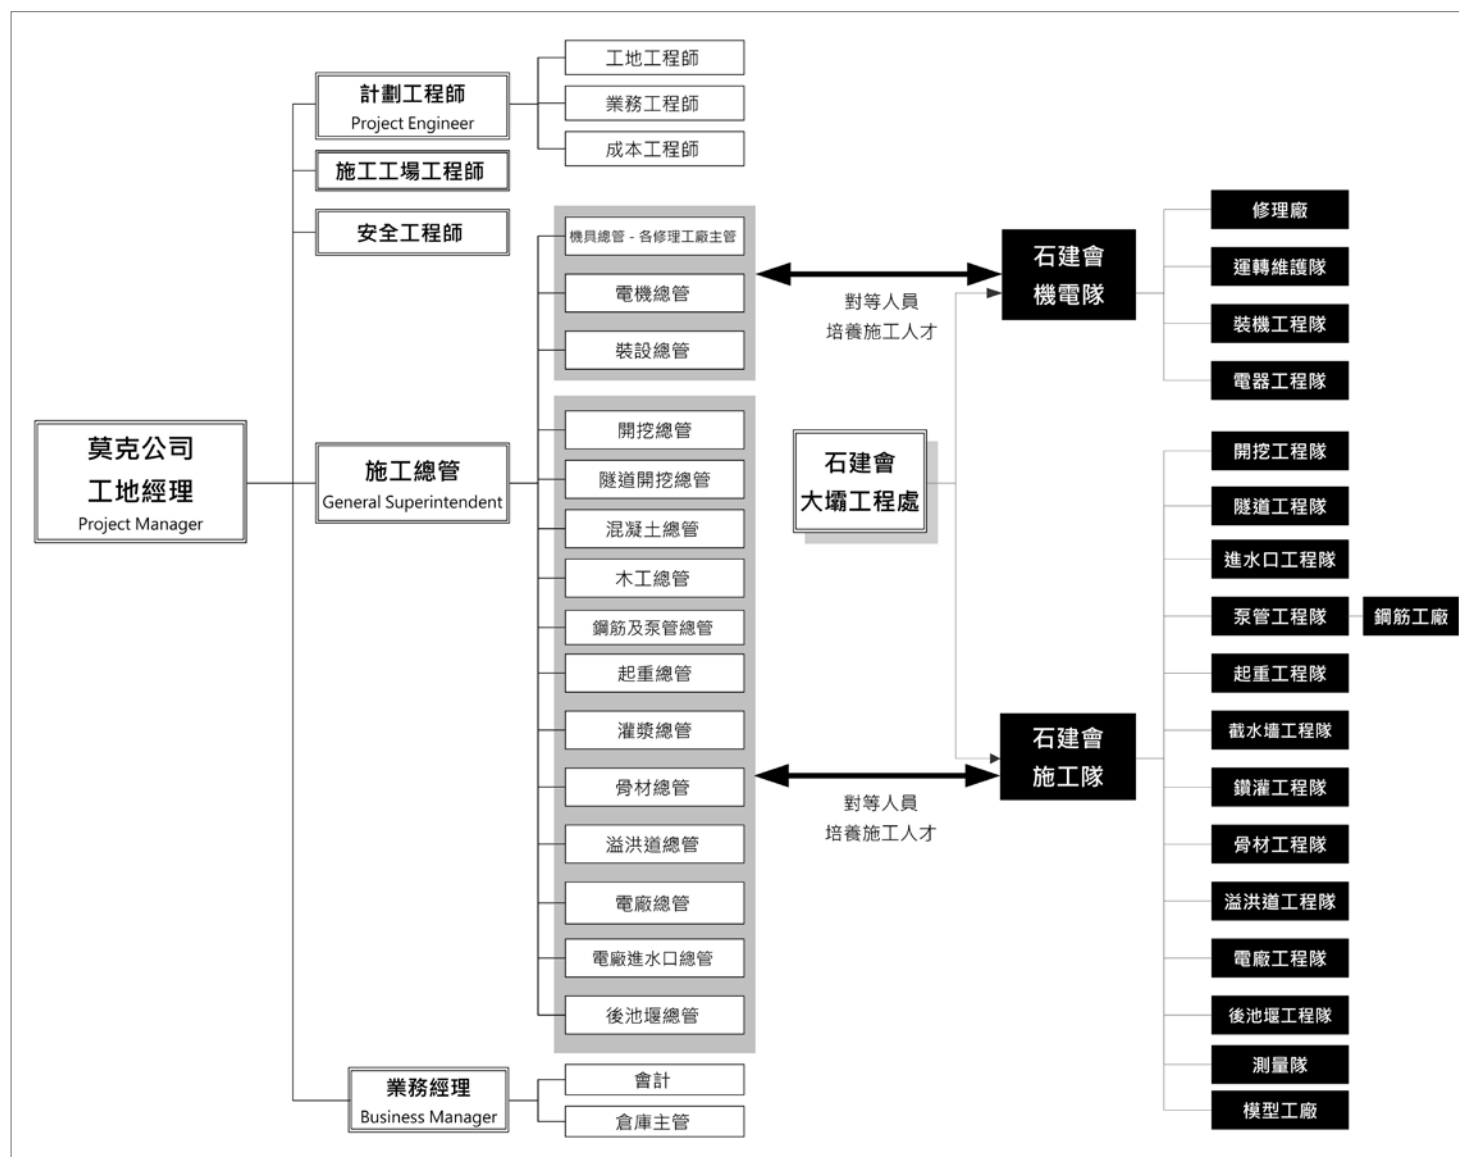 莫克公司
工地經理
Project Manager
計劃工程師
Project Engineer
工地工程師
業務工程師
成本工程師
施工工場工程師
安全工程師
施工總管
General Superintendent
機具總管 - 各修理工廠主管
電機總管
裝設總管
開挖總管
隧道開挖總管
混凝土總管
木工總管
鋼筋及泵管總管
起重總管
灌漿總管
骨材總管
溢洪道總管
電廠總管
電廠進水口總管
後池堰總管
業務經理
Business Manager
會計
倉庫主管
對等人員
培養施工人才
石建會
大壩工程處
對等人員
培養施工人才
石建會
機電隊
修理廠
運轉維護隊
裝機工程隊
電器工程隊
石建會
施工隊
開挖工程隊
隧道工程隊
進水口工程隊
泵管工程隊
鋼筋工廠
起重工程隊
截水墻工程隊
鑽灌工程隊
骨材工程隊
溢洪道工程隊
電廠工程隊
後池堰工程隊
測量隊
模型工廠